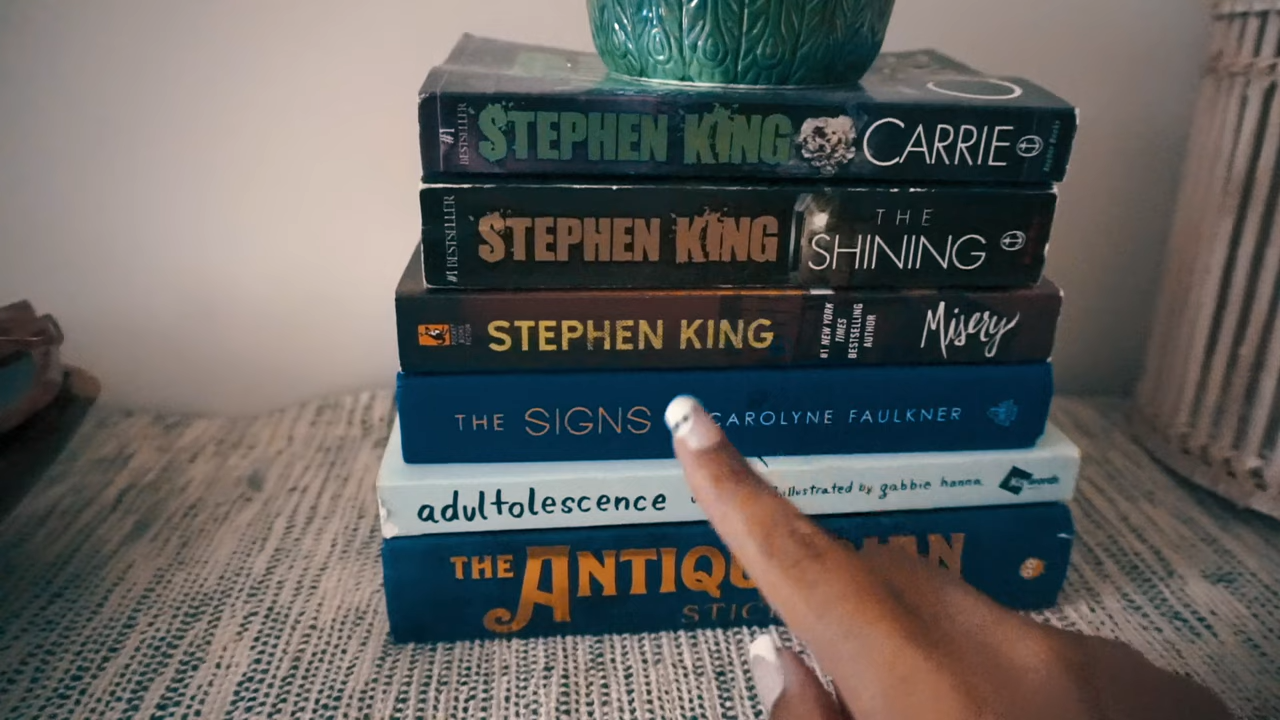 #1 BESTSELLER STEPHEN KING CARRIE
#1 BESTSELLER STEPHEN KING THE SHINING
STEPHEN KING #1 NEW YORK TIMES BESTSELLING AUTHOR Misery
THE SIGNS CAROLYNE FAULKNER
adultolescence illustrated by gabbie hanna
THE